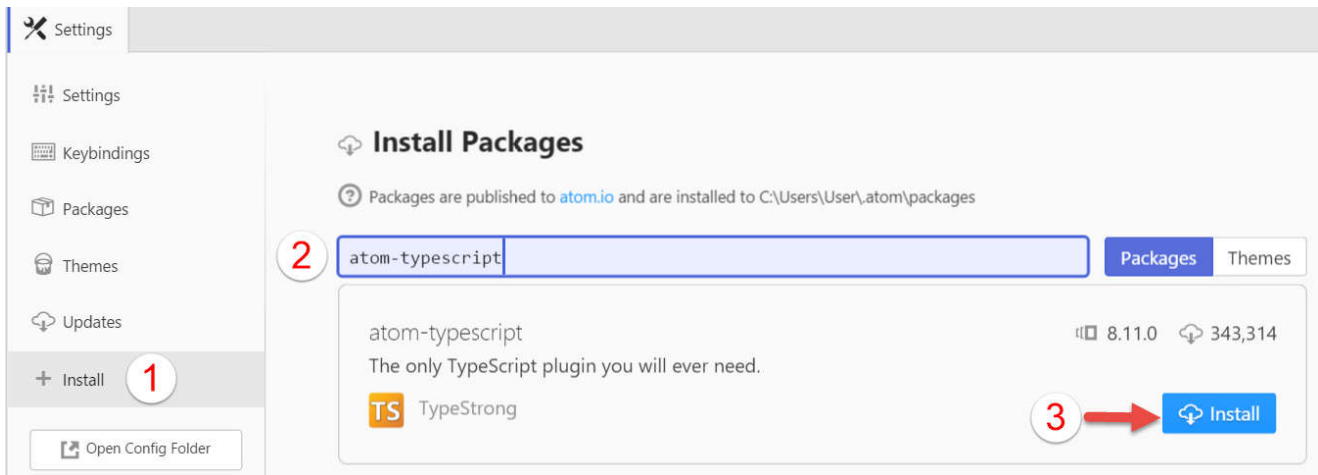 Settings
Settings
Keybindings
Packages
Themes
Updates
Install 1
Open Config Folder
Install Packages
Packages are published to atom.io and are installed to C:\Users\User\.atom\packages
2 atom-typescript Packages Themes
atom-typescript 8.11.0 343,314
The only TypeScript plugin you will ever need.
TS TypeStrong 3 Install